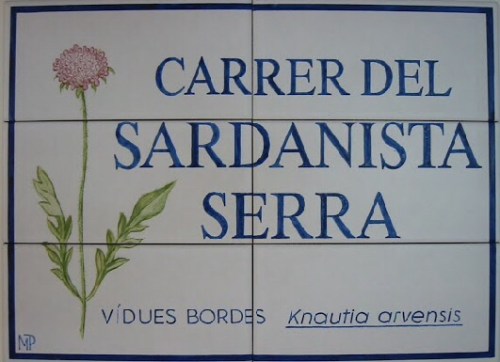 CARRER DEL
SARDANISTA
SERRA
VÍDUES BORDES Knautia arvensis
MP